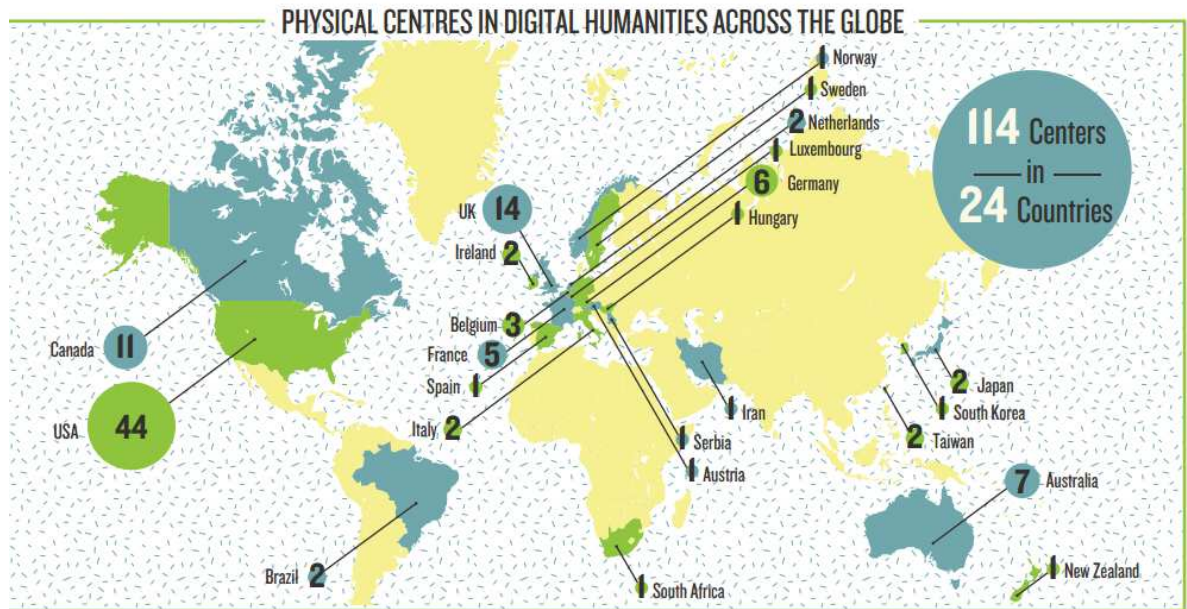 PHYSICAL CENTRES IN DIGITAL HUMANITIES ACROSS THE GLOBE
114 Centers
in
24 Countries
1 Norway
1 Sweden
2 Netherlands
1 Luxembourg
6 Germany
1 Hungary
UK 14
Ireland 2
Belgium 3
France 5
Spain 1
Italy 2
Canada 11
USA 44
Brazil 2
1 Iran
1 Serbia
1 Austria
2 Japan
1 South Korea
2 Taiwan
7 Australia
1 New Zealand
1 South Africa